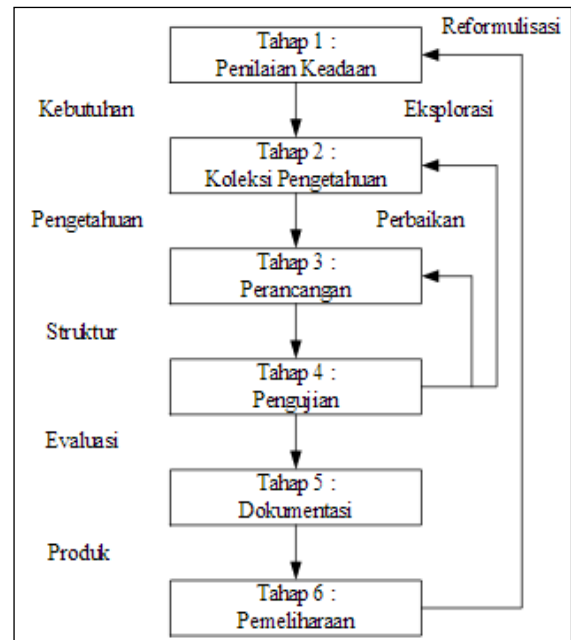 Reformulisasi
Tahap 1 :
Penilaian Keadaan
Kebutuhan
Eksplorasi
Tahap 2 :
Koleksi Pengetahuan
Pengetahuan
Perbaikan
Tahap 3 :
Perancangan
Struktur
Tahap 4 :
Pengujian
Evaluasi
Tahap 5 :
Dokumentasi
Produk
Tahap 6 :
Pemeliharaan